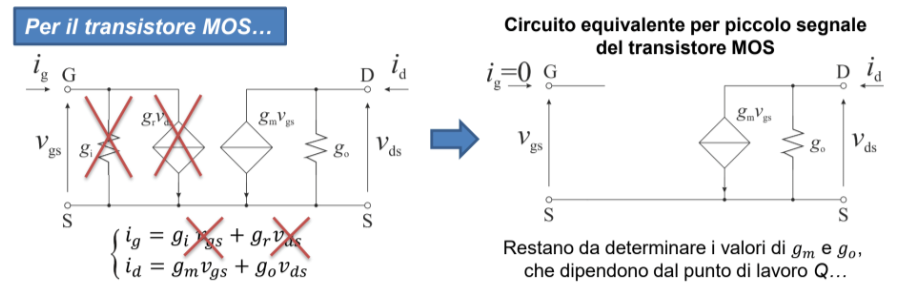 Per il transistore MOS...
i_g G
D i_d
v_gs
g_i
g_r v_ds
g_m v_gs
g_o
v_ds
S
S
{ i_g = g_i v_gs + g_r v_ds
i_d = g_m v_gs + g_o v_ds
Circuito equivalente per piccolo segnale
del transistore MOS
i_g=0 G
D i_d
v_gs
g_m v_gs
g_o
v_ds
S
S
Restano da determinare i valori di g_m e g_o,
che dipendono dal punto di lavoro Q...